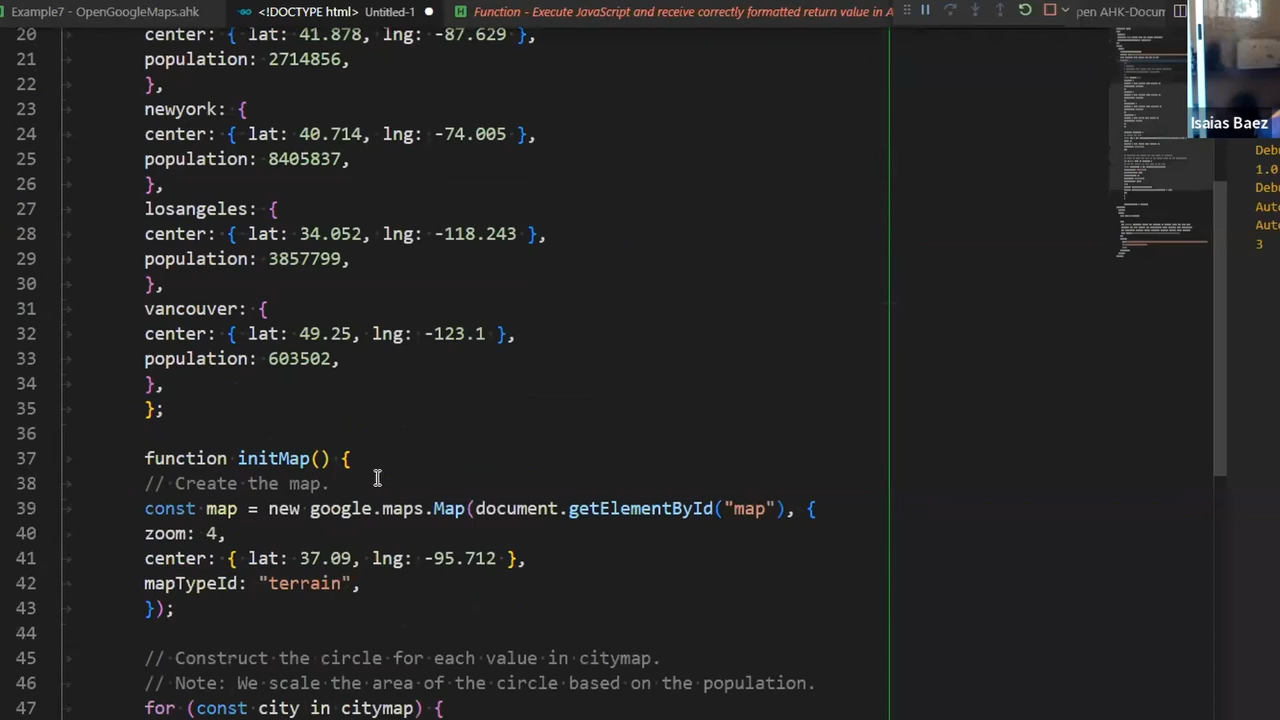 Example7 - OpenGoogleMaps.ahk
<!DOCTYPE html> Untitled-1
Function - Execute JavaScript and receive correctly formatted return value in A
pen AHK-Docum
20 center: { lat: 41.878, lng: -87.629 },
21 population: 2714856,
22 },
23 newyork: {
24 center: { lat: 40.714, lng: -74.005 },
25 population: 8405837,
26 },
27 losangeles: {
28 center: { lat: 34.052, lng: -118.243 },
29 population: 3857799,
30 },
31 vancouver: {
32 center: { lat: 49.25, lng: -123.1 },
33 population: 603502,
34 },
35 };
36
37 function initMap() {
38 // Create the map.
39 const map = new google.maps.Map(document.getElementById("map"), {
40 zoom: 4,
41 center: { lat: 37.09, lng: -95.712 },
42 mapTypeId: "terrain",
43 });
44
45 // Construct the circle for each value in citymap.
46 // Note: We scale the area of the circle based on the population.
47 for (const city in citymap) {
Isaias Baez
Debu
1.0
Debu
Auto
Auto
3